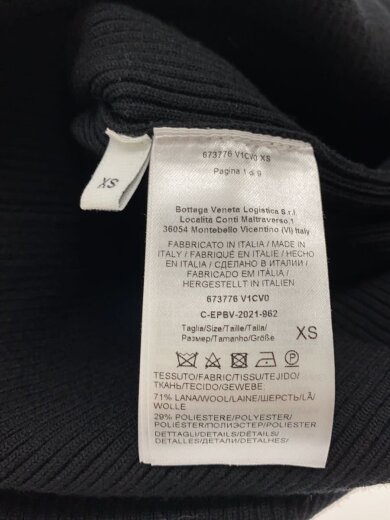 673776 V1CV0 XS
Pagina 1 di 9
Bottega Veneta Logistica S.r.l.
Località Conti Maltraverso,1
36054 Montebello Vicentino (VI) Italy
FABBRICATO IN ITALIA / MADE IN
ITALY / FABRIQUÉ EN ITALIE / HECHO
EN ITALIA / СДЕЛАНО В ИТАЛИИ /
FABRICADO EM ITÁLIA /
HERGESTELLT IN ITALIEN
673776 V1CV0
C-EPBV-2021-962
Taglia/Size/Taille/Talla/
Размер/Tamanho/Größe
XS
P
TESSUTO/FABRIC/TISSU/TEJIDO/
ТКАНЬ/TECIDO/GEWEBE:
71% LANA/WOOL/LAINE/ШЕРСТЬ/LÃ/
WOLLE
29% POLIESTERE/POLYESTER/
POLIÉSTER/ПОЛИЭСТЕР
DETTAGLI/DETAILS/DÉTAILS/
DETALLES/ДЕТАЛИ/DETALHES/
XS